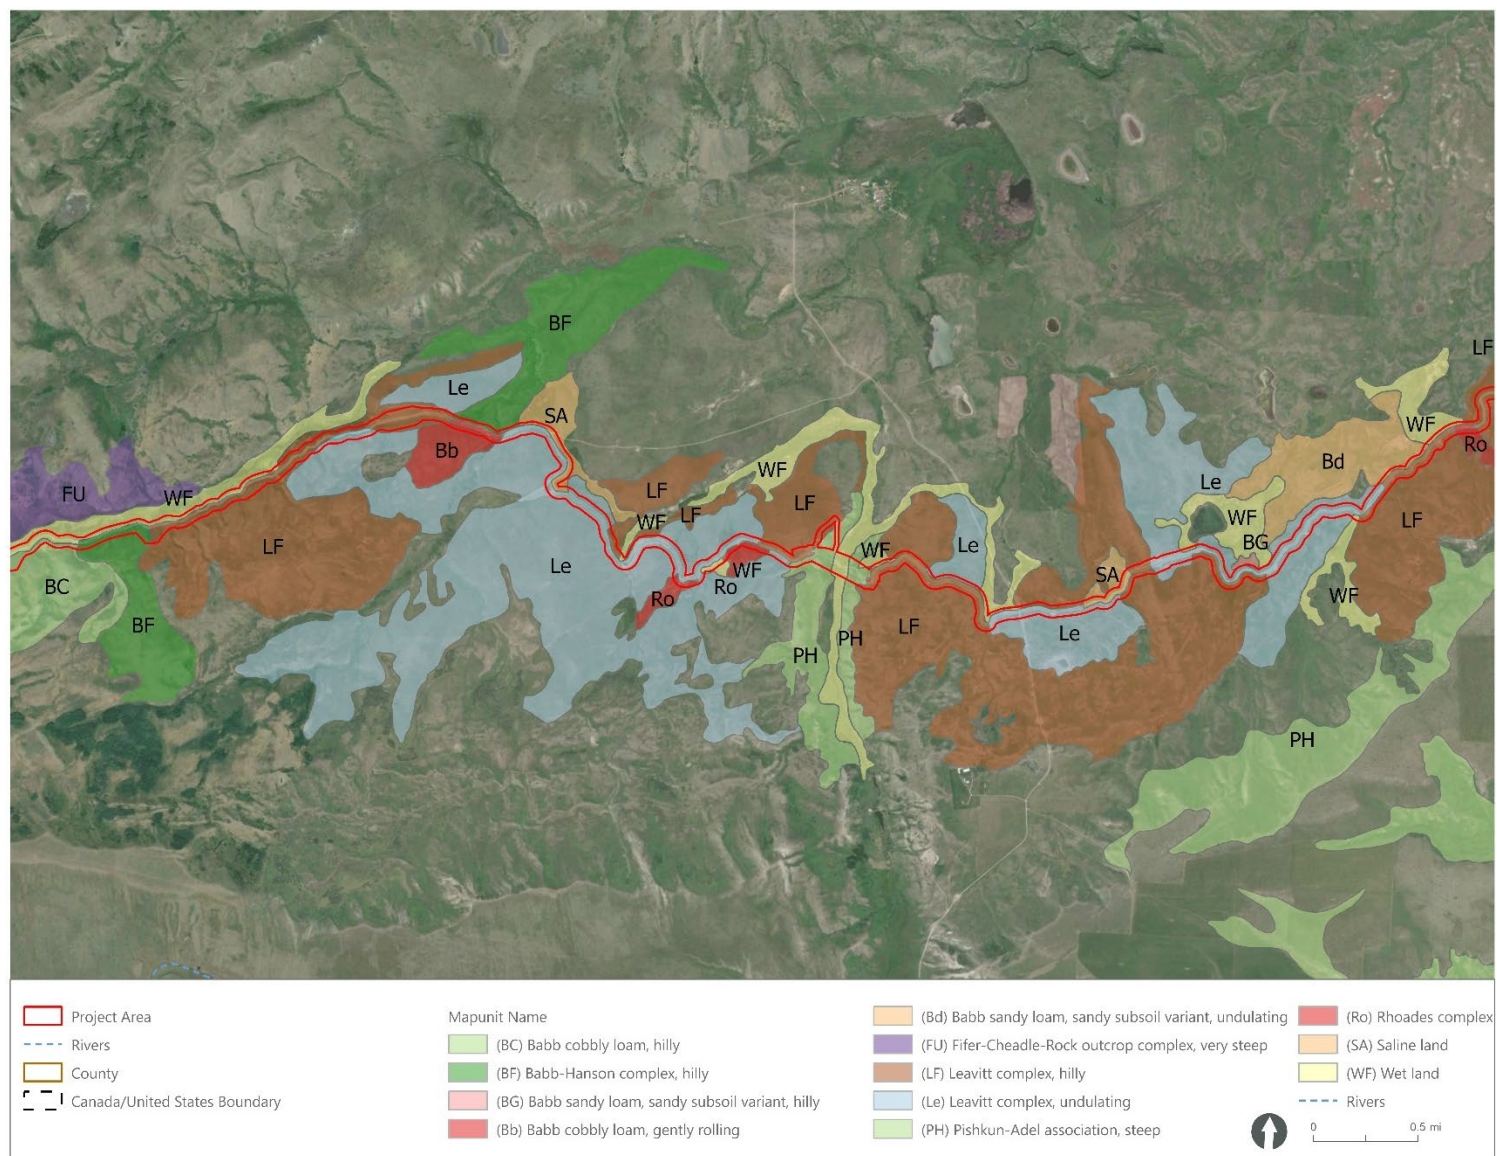 LF
BF
Le
SA
WF
Ro
Bb
WF
Bd
FU
WF
LF
LF
LF
Le
WF
WF
LF
LF
BG
WF
Le
Le
WF
SA
BC
Ro
Ro
WF
BF
LF
PH
Le
PH
PH
Project Area
Rivers
County
Canada/United States Boundary
Mapunit Name
(BC) Babb cobbly loam, hilly
(BF) Babb-Hanson complex, hilly
(BG) Babb sandy loam, sandy subsoil variant, hilly
(Bb) Babb cobbly loam, gently rolling
(Bd) Babb sandy loam, sandy subsoil variant, undulating
(FU) Fifer-Cheadle-Rock outcrop complex, very steep
(LF) Leavitt complex, hilly
(Le) Leavitt complex, undulating
(PH) Pishkun-Adel association, steep
(Ro) Rhoades complex
(SA) Saline land
(WF) Wet land
Rivers
0 0.5 mi